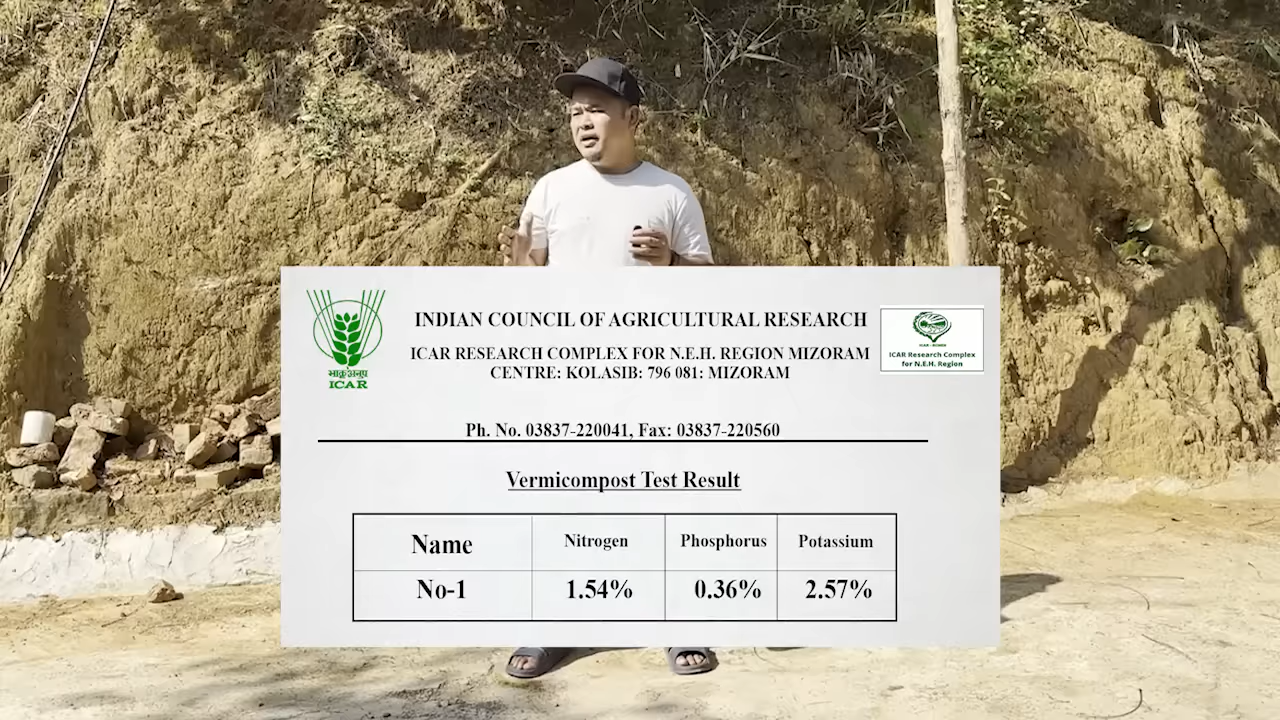 INDIAN COUNCIL OF AGRICULTURAL RESEARCH
ICAR RESEARCH COMPLEX FOR N.E.H. REGION MIZORAM
CENTRE: KOLASIB: 796 081: MIZORAM
भाकृअनुप
ICAR
ICAR Research Complex
for N.E.H. Region
Ph. No. 03837-220041, Fax: 03837-220560
Vermicompost Test Result
Name Nitrogen Phosphorus Potassium
No-1 1.54% 0.36% 2.57%